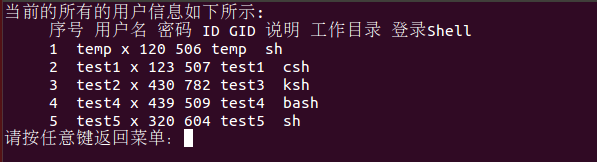 当前的所有的用户信息如下所示:
序号 用户名 密码 ID GID 说明 工作目录 登录Shell
1 temp x 120 506 temp sh
2 test1 x 123 507 test1 csh
3 test2 x 430 782 test3 ksh
4 test4 x 439 509 test4 bash
5 test5 x 320 604 test5 sh
请按任意键返回菜单: